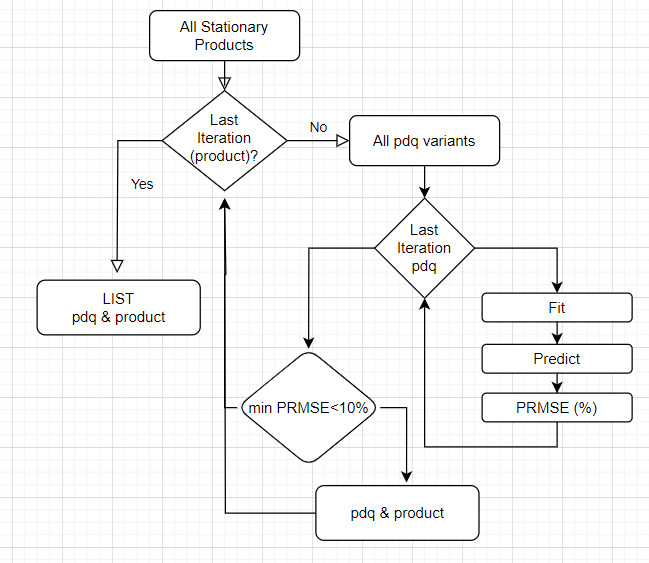 All Stationary
Products
Last
Iteration
(product)?
No
All pdq variants
Yes
Last
Iteration
pdq
LIST
pdq & product
Fit
Predict
PRMSE (%)
min PRMSE<10%
pdq & product